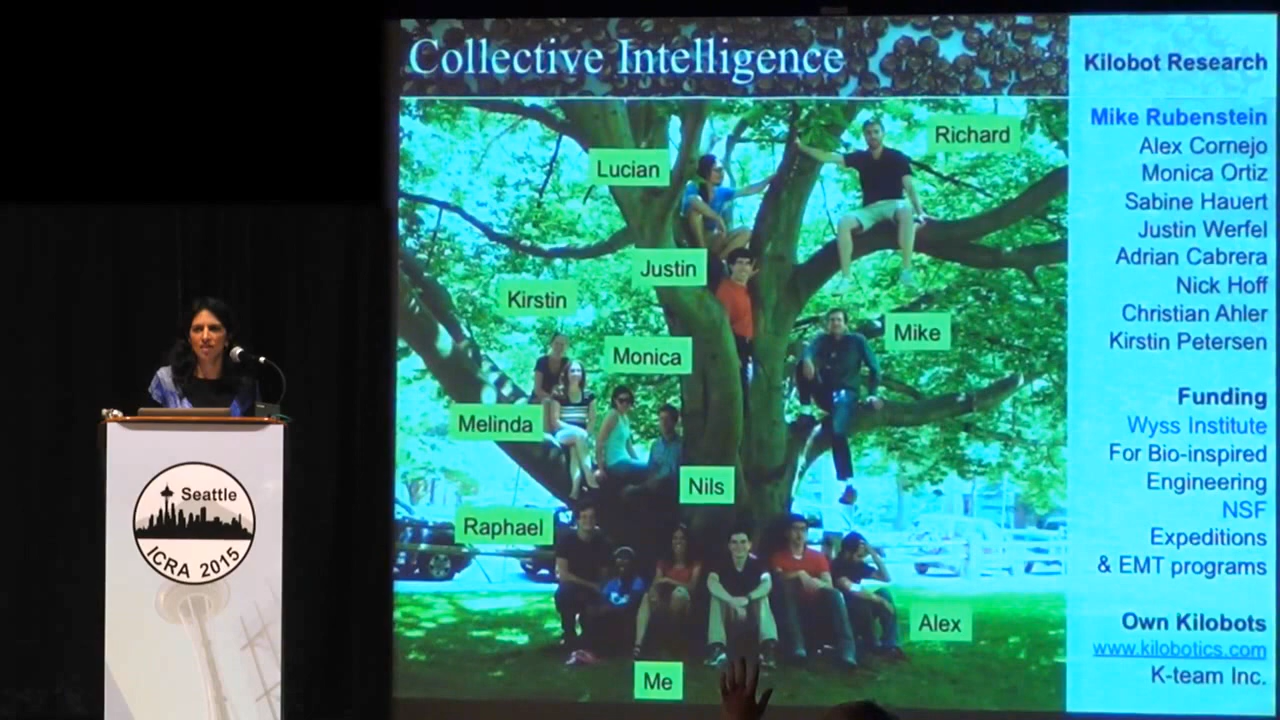 Collective Intelligence
Richard
Lucian
Justin
Kirstin
Mike
Monica
Melinda
Nils
Raphael
Alex
Me
Kilobot Research
Mike Rubenstein
Alex Cornejo
Monica Ortiz
Sabine Hauert
Justin Werfel
Adrian Cabrera
Nick Hoff
Christian Ahler
Kirstin Petersen
Funding
Wyss Institute
For Bio-inspired
Engineering
NSF
Expeditions
& EMT programs
Own Kilobots
www.kilobotics.com
K-team Inc.
Seattle
ICRA 2015